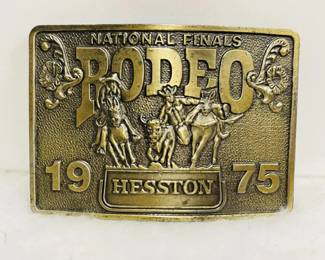 NATIONAL FINALS
RODEO
19 75
HESSTON